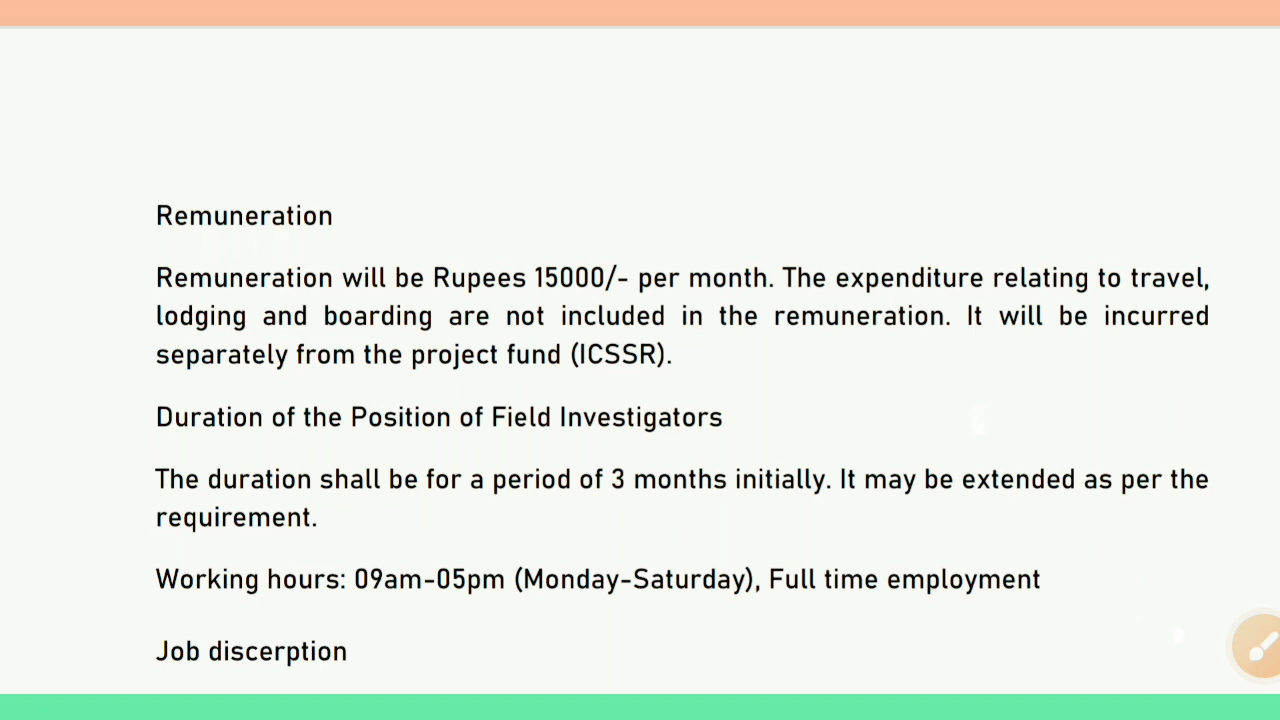 Remuneration
Remuneration will be Rupees 15000/- per month. The expenditure relating to travel,
lodging and boarding are not included in the remuneration. It will be incurred
separately from the project fund (ICSSR).
Duration of the Position of Field Investigators
The duration shall be for a period of 3 months initially. It may be extended as per the
requirement.
Working hours: 09am-05pm (Monday-Saturday), Full time employment
Job discerption